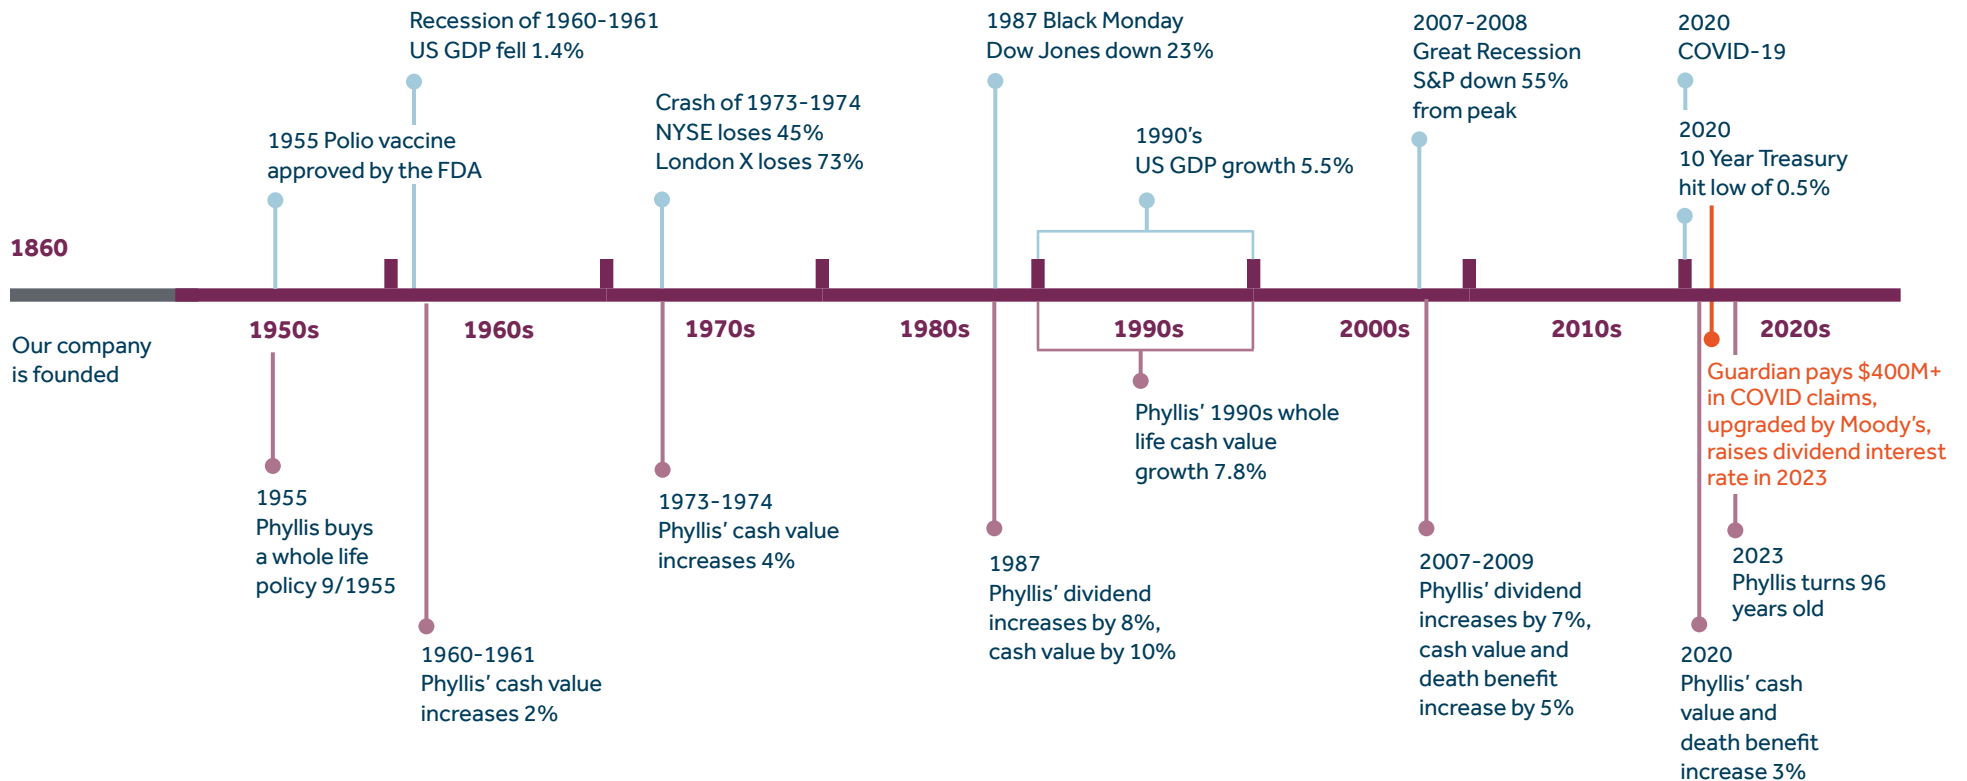 Recession of 1960-1961
US GDP fell 1.4%
1987 Black Monday
Dow Jones down 23%
2007-2008
Great Recession
S&P down 55%
from peak
2020
COVID-19
Crash of 1973-1974
NYSE loses 45%
London X loses 73%
1955 Polio vaccine
approved by the FDA
1990's
US GDP growth 5.5%
2020
10 Year Treasury
hit low of 0.5%
1860
1950s
1960s
1970s
1980s
1990s
2000s
2010s
2020s
Our company
is founded
Guardian pays $400M+
in COVID claims,
upgraded by Moody's,
raises dividend interest
rate in 2023
Phyllis' 1990s whole
life cash value
growth 7.8%
1955
Phyllis buys
a whole life
policy 9/1955
1973-1974
Phyllis' cash value
increases 4%
1987
Phyllis' dividend
increases by 8%,
cash value by 10%
2007-2009
Phyllis' dividend
increases by 7%,
cash value and
death benefit
increase by 5%
2023
Phyllis turns 96
years old
1960-1961
Phyllis' cash value
increases 2%
2020
Phyllis' cash
value and
death benefit
increase 3%